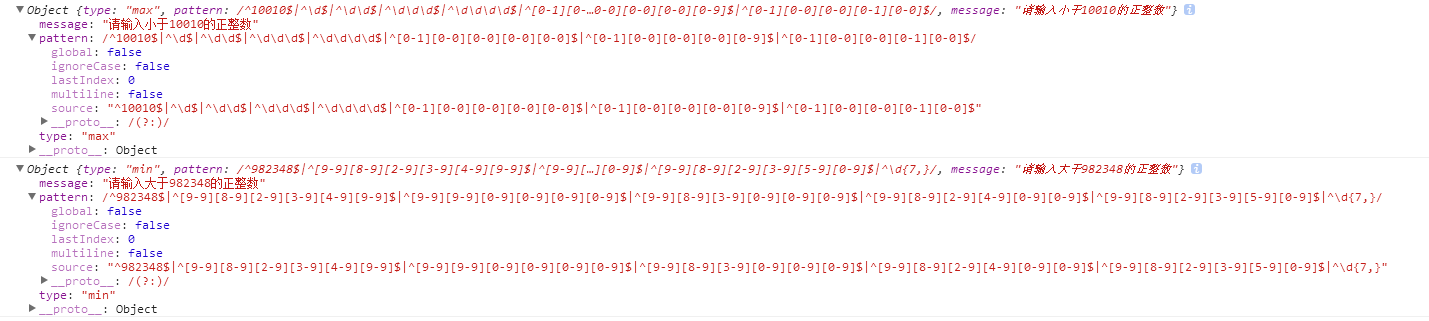 Object {type: "max", pattern: /^10010$|^\d$|^\d\d$|^\d\d\d$|^\d\d\d\d$|^[0-1][0-…0-0][0-0][0-0][0-9]$|^[0-1][0-0][0-0][0-1][0-0]$/, message: "请输入小于10010的正整数"}
message: "请输入小于10010的正整数"
pattern: /^10010$|^\d$|^\d\d$|^\d\d\d$|^\d\d\d\d$|^[0-1][0-0][0-0][0-0][0-0]$|^[0-1][0-0][0-0][0-0][0-9]$|^[0-1][0-0][0-0][0-1][0-0]$/
global: false
ignoreCase: false
lastIndex: 0
multiline: false
source: "^10010$|^\d$|^\d\d$|^\d\d\d$|^\d\d\d\d$|^[0-1][0-0][0-0][0-0][0-0]$|^[0-1][0-0][0-0][0-0][0-9]$|^[0-1][0-0][0-0][0-1][0-0]$"
__proto__: /(?:)/
type: "max"
__proto__: Object
Object {type: "min", pattern: /^982348$|^[9-9][8-9][2-9][3-9][4-9][9-9]$|^[9-9][…][0-9]$|^[9-9][8-9][2-9][3-9][5-9][0-9]$|^\d{7,}/, message: "请输入大于982348的正整数"}
message: "请输入大于982348的正整数"
pattern: /^982348$|^[9-9][8-9][2-9][3-9][4-9][9-9]$|^[9-9][9-9][0-9][0-9][0-9][0-9]$|^[9-9][8-9][3-9][0-9][0-9][0-9]$|^[9-9][8-9][2-9][4-9][0-9][0-9]$|^[9-9][8-9][2-9][3-9][5-9][0-9]$|^\d{7,}/
global: false
ignoreCase: false
lastIndex: 0
multiline: false
source: "^982348$|^[9-9][8-9][2-9][3-9][4-9][9-9]$|^[9-9][9-9][0-9][0-9][0-9][0-9]$|^[9-9][8-9][3-9][0-9][0-9][0-9]$|^[9-9][8-9][2-9][4-9][0-9][0-9]$|^[9-9][8-9][2-9][3-9][5-9][0-9]$|^\d{7,}"
__proto__: /(?:)/
type: "min"
__proto__: Object